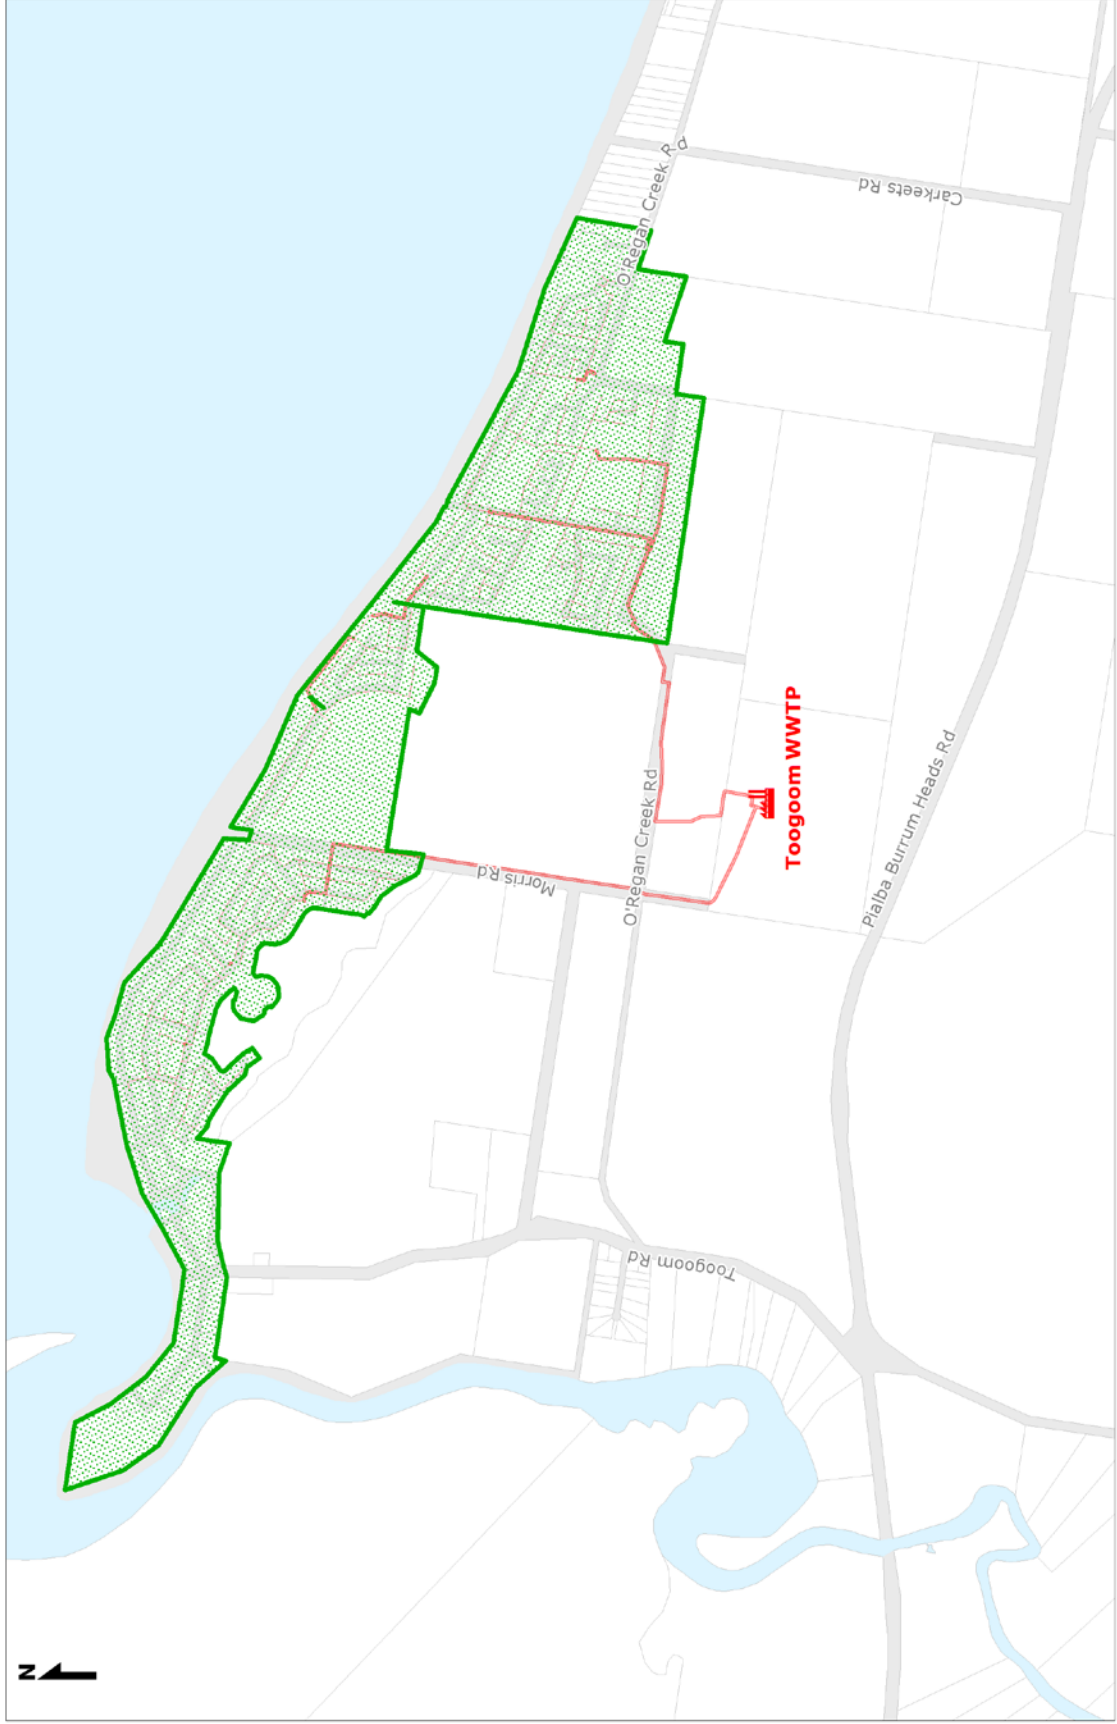 O'Regan Creek Rd
Carkeets Rd
Toogoom WWTP
O'Regan Creek Rd
Morris Rd
Pialba Burrum Heads Rd
Toogoom Rd
N